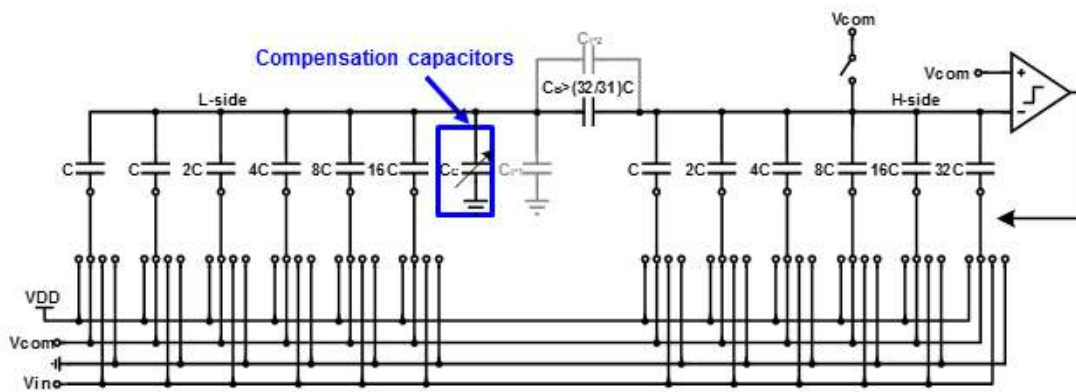 Vcom
Compensation capacitors
CP2
Vcom
+
CB>(32/31)C
L-side
H-side
−
C C 2C 4C 8C 16C CC CP1 C 2C 4C 8C 16C 32C
VDD
Vcom
Vin